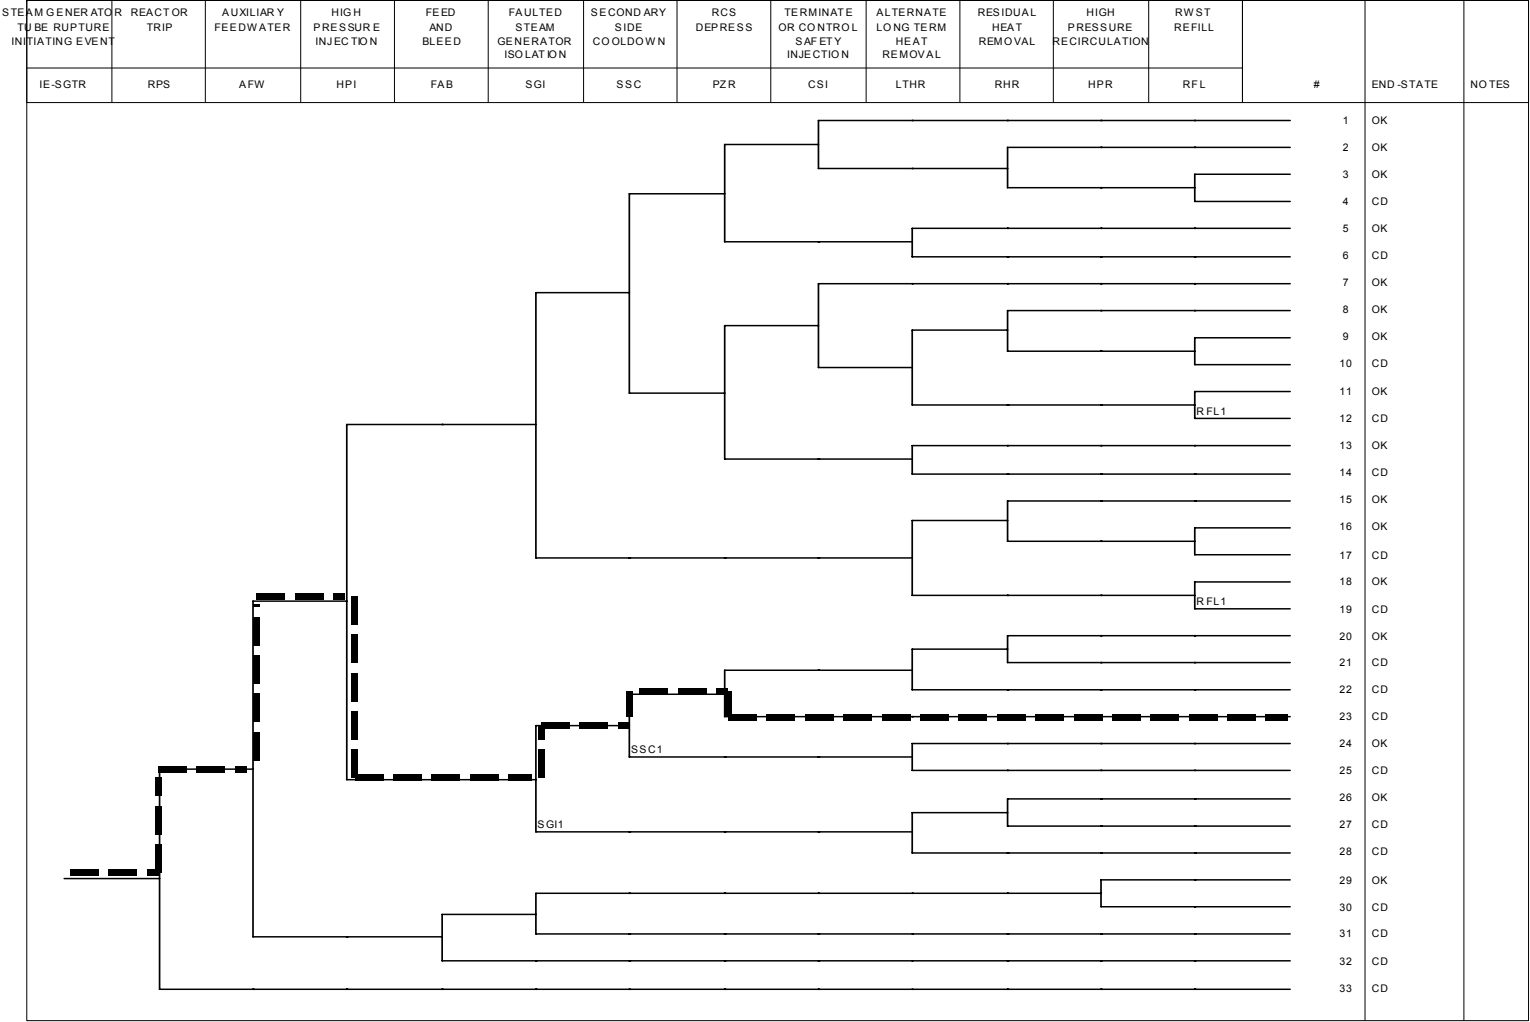 STEAM GENERATOR
TUBE RUPTURE
INITIATING EVENT
REACTOR
TRIP
AUXILIARY
FEEDWATER
HIGH
PRESSURE
INJECTION
FEED
AND
BLEED
FAULTED
STEAM
GENERATOR
ISOLATION
SECONDARY
SIDE
COOLDOWN
RCS
DEPRESS
TERMINATE
OR CONTROL
SAFETY
INJECTION
ALTERNATE
LONG TERM
HEAT
REMOVAL
RESIDUAL
HEAT
REMOVAL
HIGH
PRESSURE
RECIRCULATION
RWST
REFILL
IE-SGTR RPS AFW HPI FAB SGI SSC PZR CSI LTHR RHR HPR RFL # END-STATE NOTES
1 OK
2 OK
3 OK
4 CD
5 OK
6 CD
7 OK
8 OK
9 OK
10 CD
11 OK
RFL1
12 CD
13 OK
14 CD
15 OK
16 OK
17 CD
18 OK
RFL1
19 CD
20 OK
21 CD
22 CD
23 CD
24 OK
SSC1
25 CD
26 OK
27 CD
SGI1
28 CD
29 OK
30 CD
31 CD
32 CD
33 CD